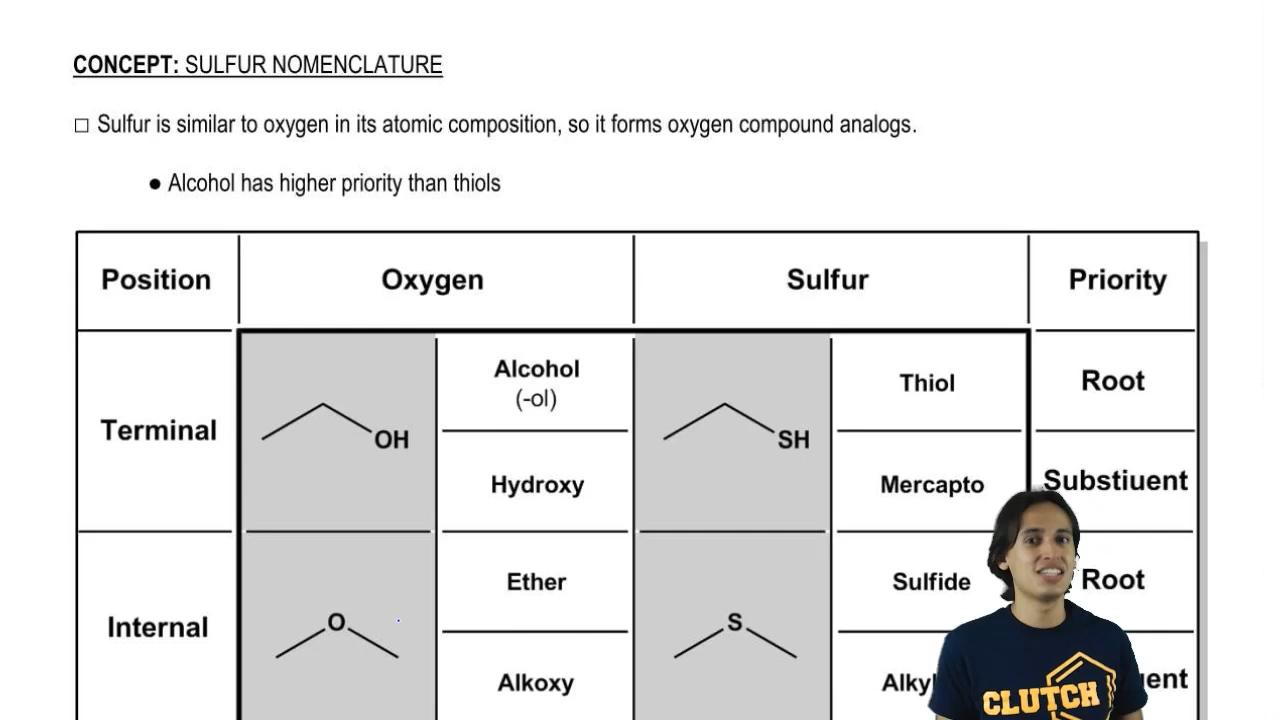 CONCEPT: SULFUR NOMENCLATURE
□ Sulfur is similar to oxygen in its atomic composition, so it forms oxygen compound analogs.
● Alcohol has higher priority than thiols
Position Oxygen Sulfur Priority
Terminal
OH
Alcohol
(-ol)
Hydroxy
SH
Thiol
Mercapto
Root
Substiuent
Internal
O
Ether
Alkoxy
S
Sulfide
Root
CLUTCH